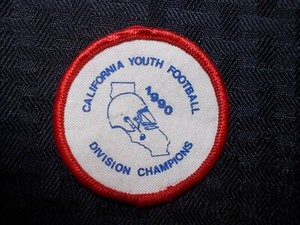 CALIFORNIA YOUTH FOOTBALL
1990
DIVISION CHAMPIONS